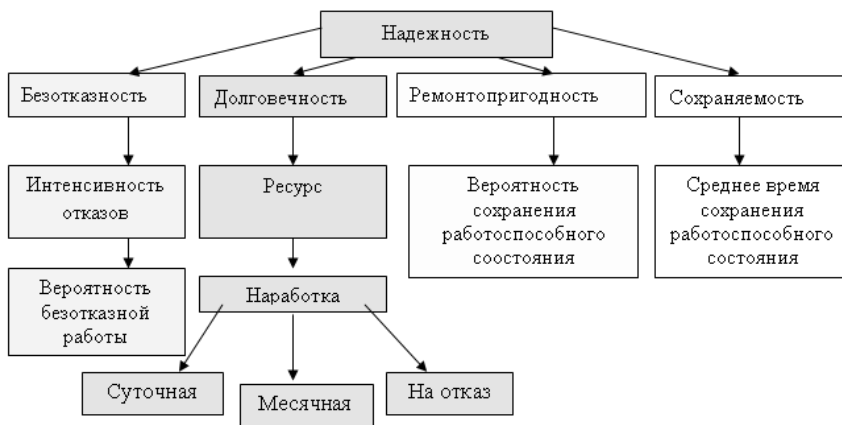 Надежность
Безотказность
Долговечность
Ремонтопригодность
Сохраняемость
Интенсивность
отказов
Ресурс
Вероятность
сохранения
работоспособного
соостояния
Среднее время
сохранения
работоспособного
состояния
Вероятность
безотказной
работы
Наработка
Суточная
Месячная
На отказ